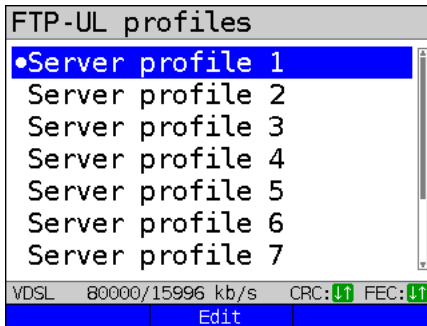 FTP-UL profiles
•Server profile 1
Server profile 2
Server profile 3
Server profile 4
Server profile 5
Server profile 6
Server profile 7
VDSL 80000/15996 kb/s CRC:↓↑ FEC:↓↑
Edit